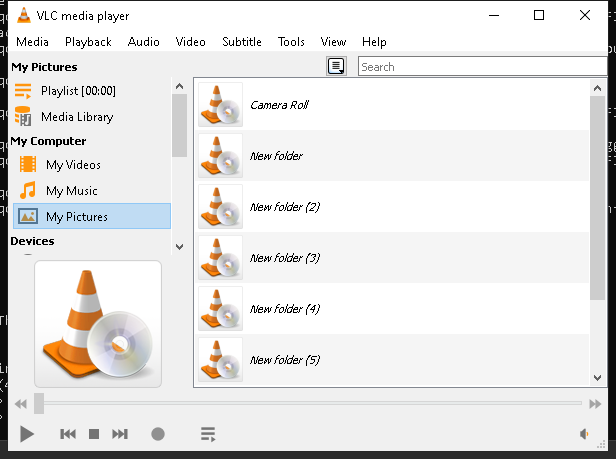 VLC media player
Media Playback Audio Video Subtitle Tools View Help
My Pictures
Search
Playlist [00:00]
Media Library
My Computer
My Videos
My Music
My Pictures
Devices
Camera Roll
New folder
New folder (2)
New folder (3)
New folder (4)
New folder (5)